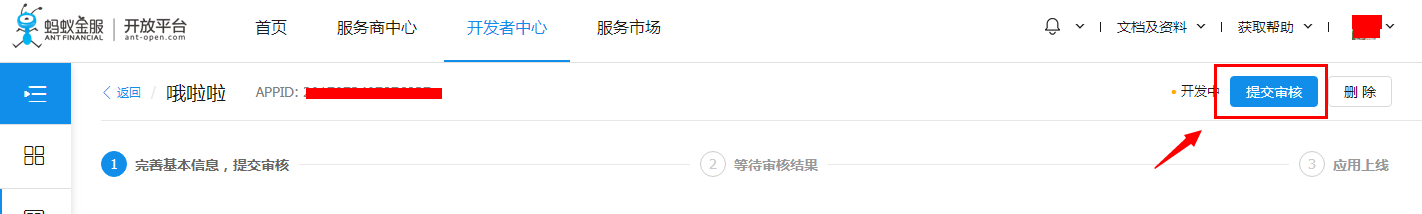 蚂蚁金服 ANT FINANCIAL 开放平台 ant-open.com 首页 服务商中心 开发者中心 服务市场 文档及资料 获取帮助
返回 / 哦啦啦 APPID: 开发中 提交审核 删 除
1 完善基本信息，提交审核 2 等待审核结果 3 应用上线